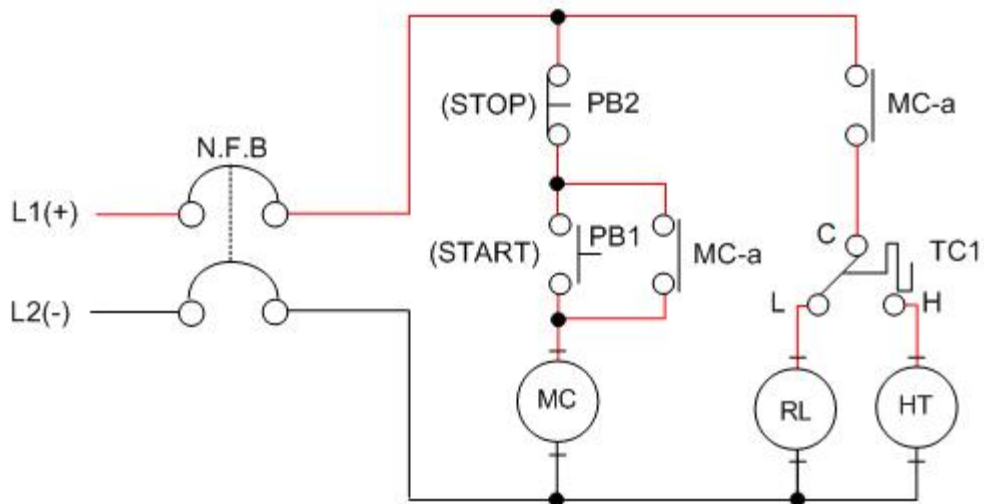 N.F.B
L1(+)
L2(-)
(STOP)
PB2
(START)
PB1
MC-a
MC
MC-a
C
TC1
L
H
RL
HT